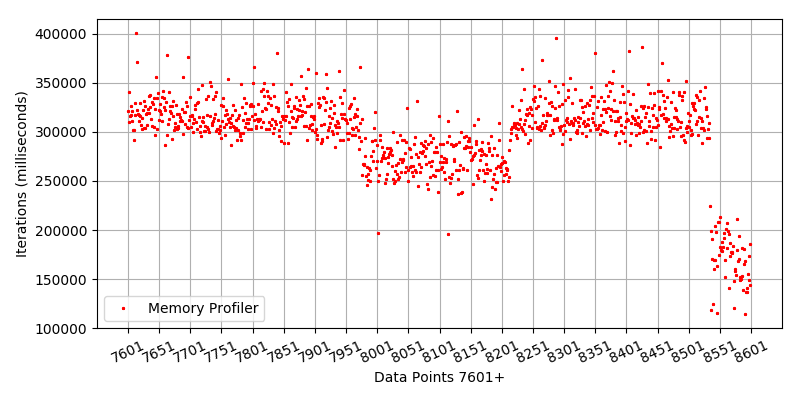 400000
350000
300000
250000
200000
150000
100000
Iterations (milliseconds)
Memory Profiler
7601 7651 7701 7751 7801 7851 7901 7951 8001 8051 8101 8151 8201 8251 8301 8351 8401 8451 8501 8551 8601
Data Points 7601+